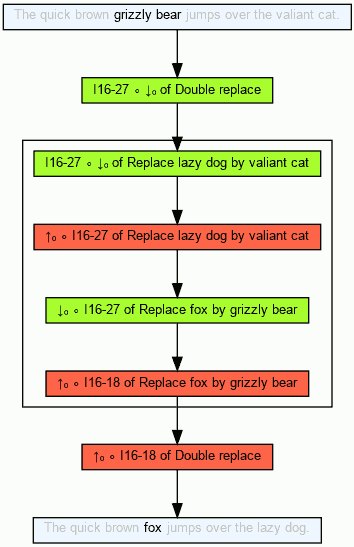 The quick brown grizzly bear jumps over the valiant cat.
I16-27 ∘ ↓₀ of Double replace
I16-27 ∘ ↓₀ of Replace lazy dog by valiant cat
↑₀ ∘ I16-27 of Replace lazy dog by valiant cat
↓₀ ∘ I16-27 of Replace fox by grizzly bear
↑₀ ∘ I16-18 of Replace fox by grizzly bear
↑₀ ∘ I16-18 of Double replace
The quick brown fox jumps over the lazy dog.